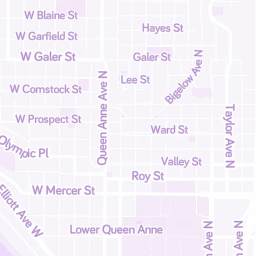 W Blaine St
Hayes St
W Garfield St
W Galer St
Galer St
Lee St
Bigelow Ave N
W Comstock St
Queen Anne Ave N
Taylor Ave N
W Prospect St
Ward St
Olympic Pl
Valley St
Roy St
W Mercer St
Elliott Ave W
Lower Queen Anne
Ave N
Ave N